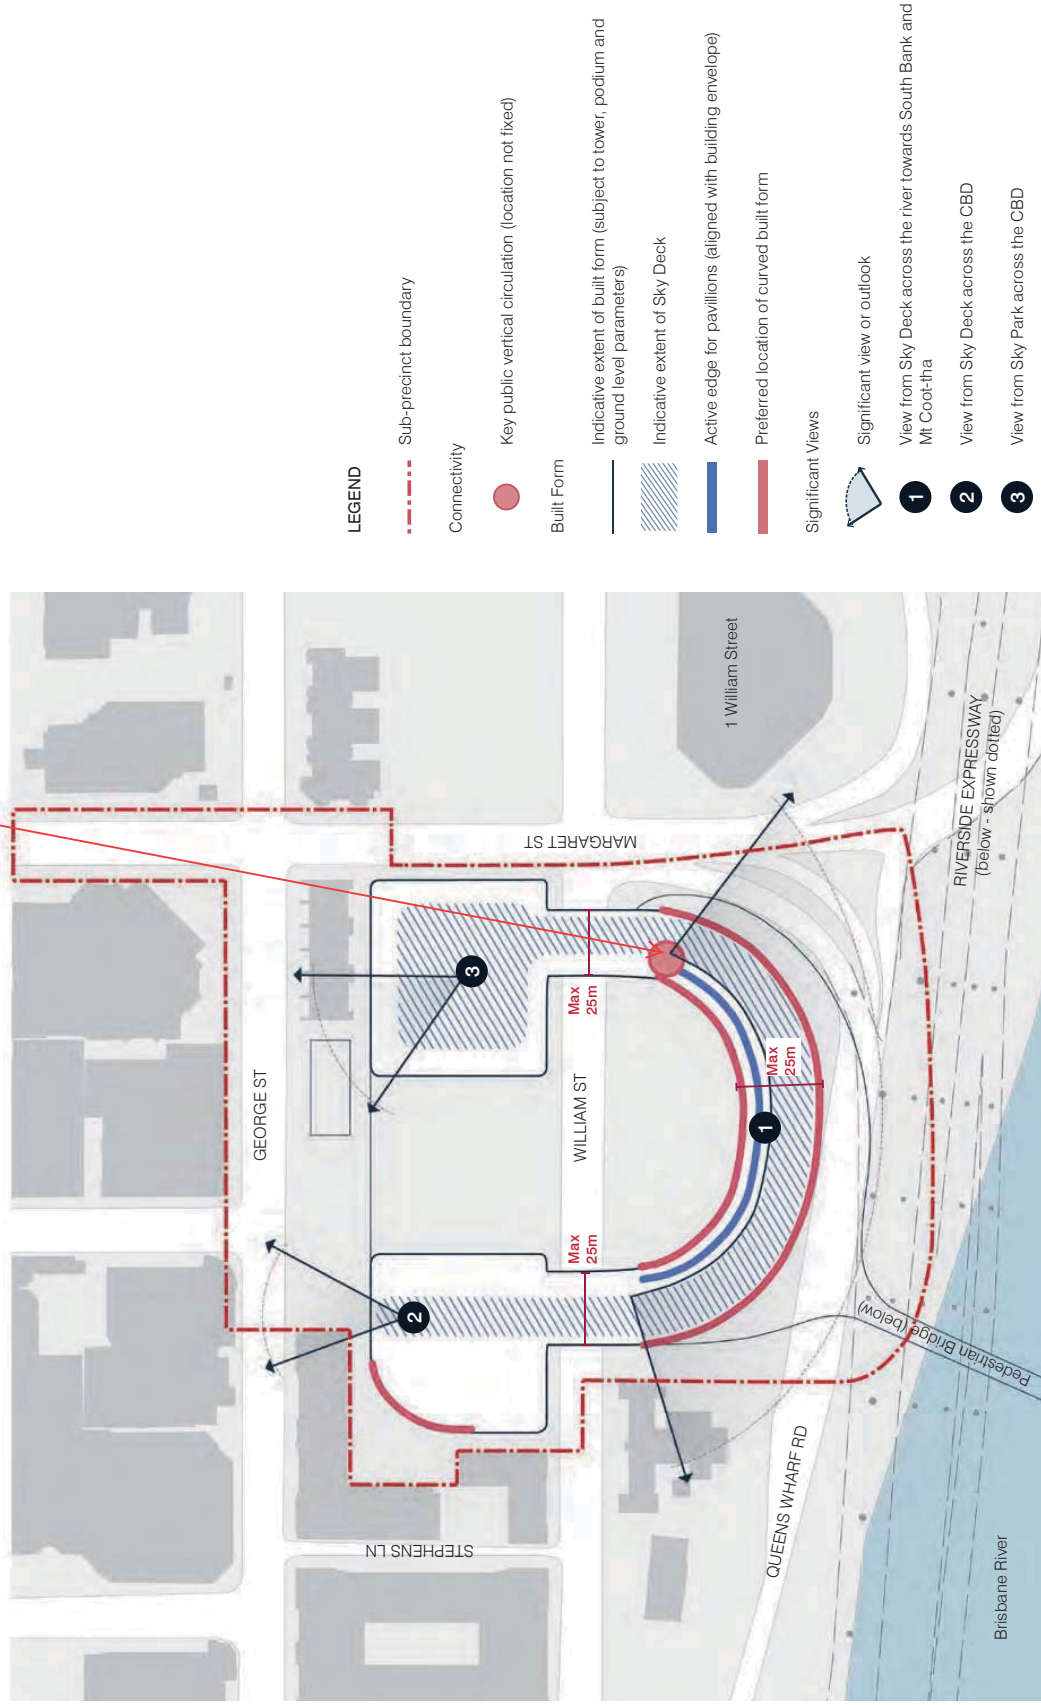 LEGEND
Sub-precinct boundary
Connectivity
Key public vertical circulation (location not fixed)
Built Form
Indicative extent of built form (subject to tower, podium and
ground level parameters)
Indicative extent of Sky Deck
Active edge for pavillions (aligned with building envelope)
Preferred location of curved built form
Significant Views
Significant view or outlook
1
View from Sky Deck across the river towards South Bank and
Mt Coot-tha
2
View from Sky Deck across the CBD
3
View from Sky Park across the CBD
GEORGE ST
WILLIAM ST
MARGARET ST
STEPHENS LN
QUEENS WHARF RD
1 William Street
RIVERSIDE EXPRESSWAY
(below - shown dotted)
Pedestrian Bridge (below)
Brisbane River
Max
25m
Max
25m
Max
25m
1
2
3